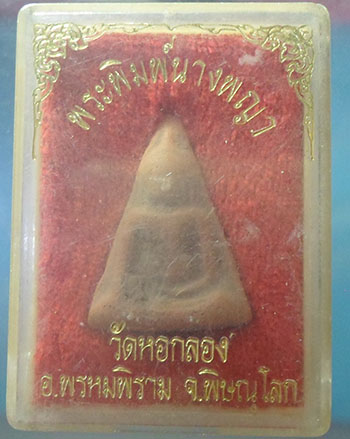 พระพิมพ์นางพญา
วัดหอกลอง
อ.พรหมพิราม จ.พิษณุโลก